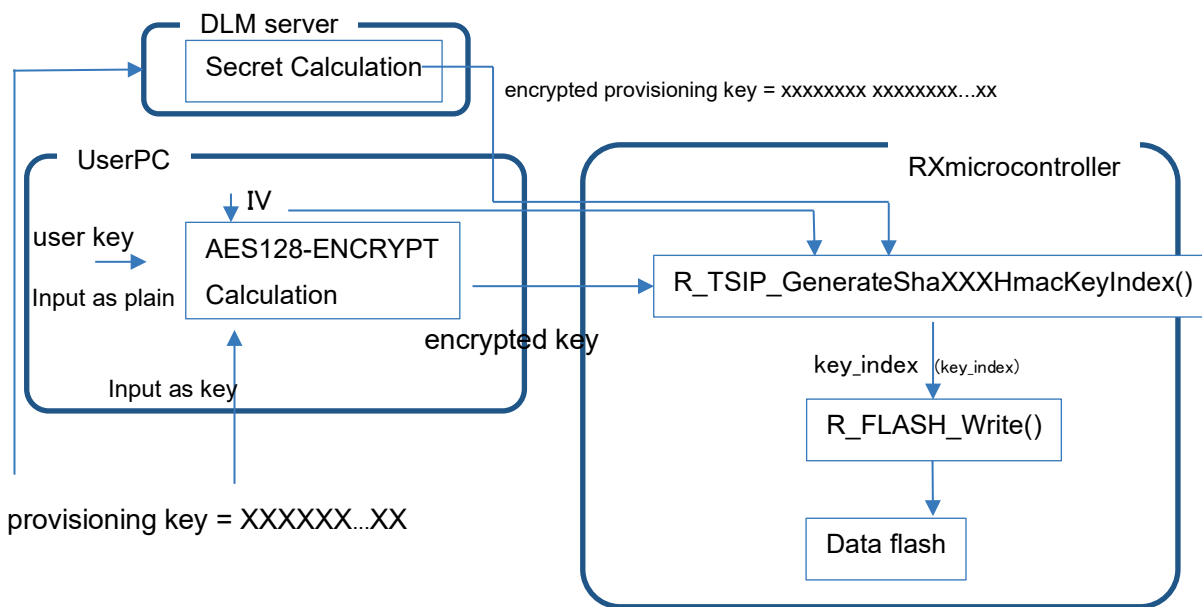 DLM server
Secret Calculation
encrypted provisioning key = xxxxxxxx xxxxxxxx...xx
UserPC
RXmicrocontroller
IV
user key
AES128-ENCRYPT
Calculation
Input as plain
R_TSIP_GenerateShaXXXHmacKeyIndex()
encrypted key
key_index (key_index)
Input as key
R_FLASH_Write()
provisioning key = XXXXXX...XX
Data flash